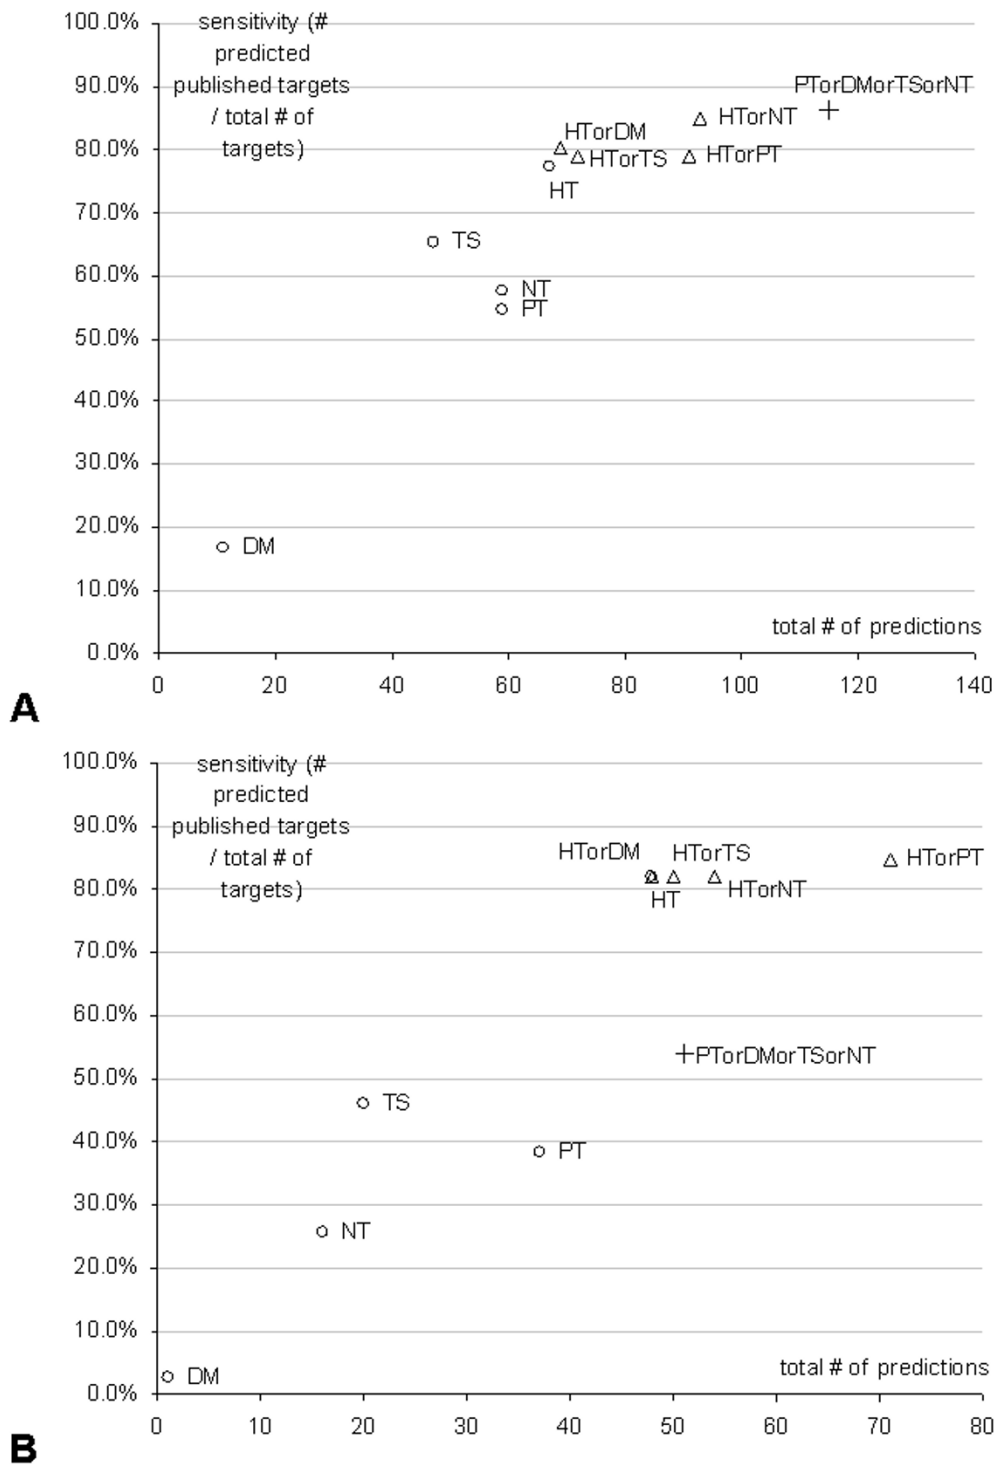 100.0%
sensitivity (#
predicted
90.0%
published targets
PTorDMorTSorNT
/ total # of
HTorNT
HTorDM
80.0%
targets)
HTorTS
HTorPT
HT
70.0%
TS
60.0%
NT
PT
50.0%
40.0%
30.0%
20.0%
DM
10.0%
total # of predictions
0.0%
0 20 40 60 80 100 120 140
A
100.0%
sensitivity (#
predicted
90.0%
published targets
HTorDM
HTorTS
/ total # of
HTorPT
80.0%
targets)
HT
HTorNT
70.0%
60.0%
PTorDMorTSorNT
50.0%
TS
40.0%
PT
30.0%
NT
20.0%
10.0%
total # of predictions
DM
0.0%
0 10 20 30 40 50 60 70 80
B